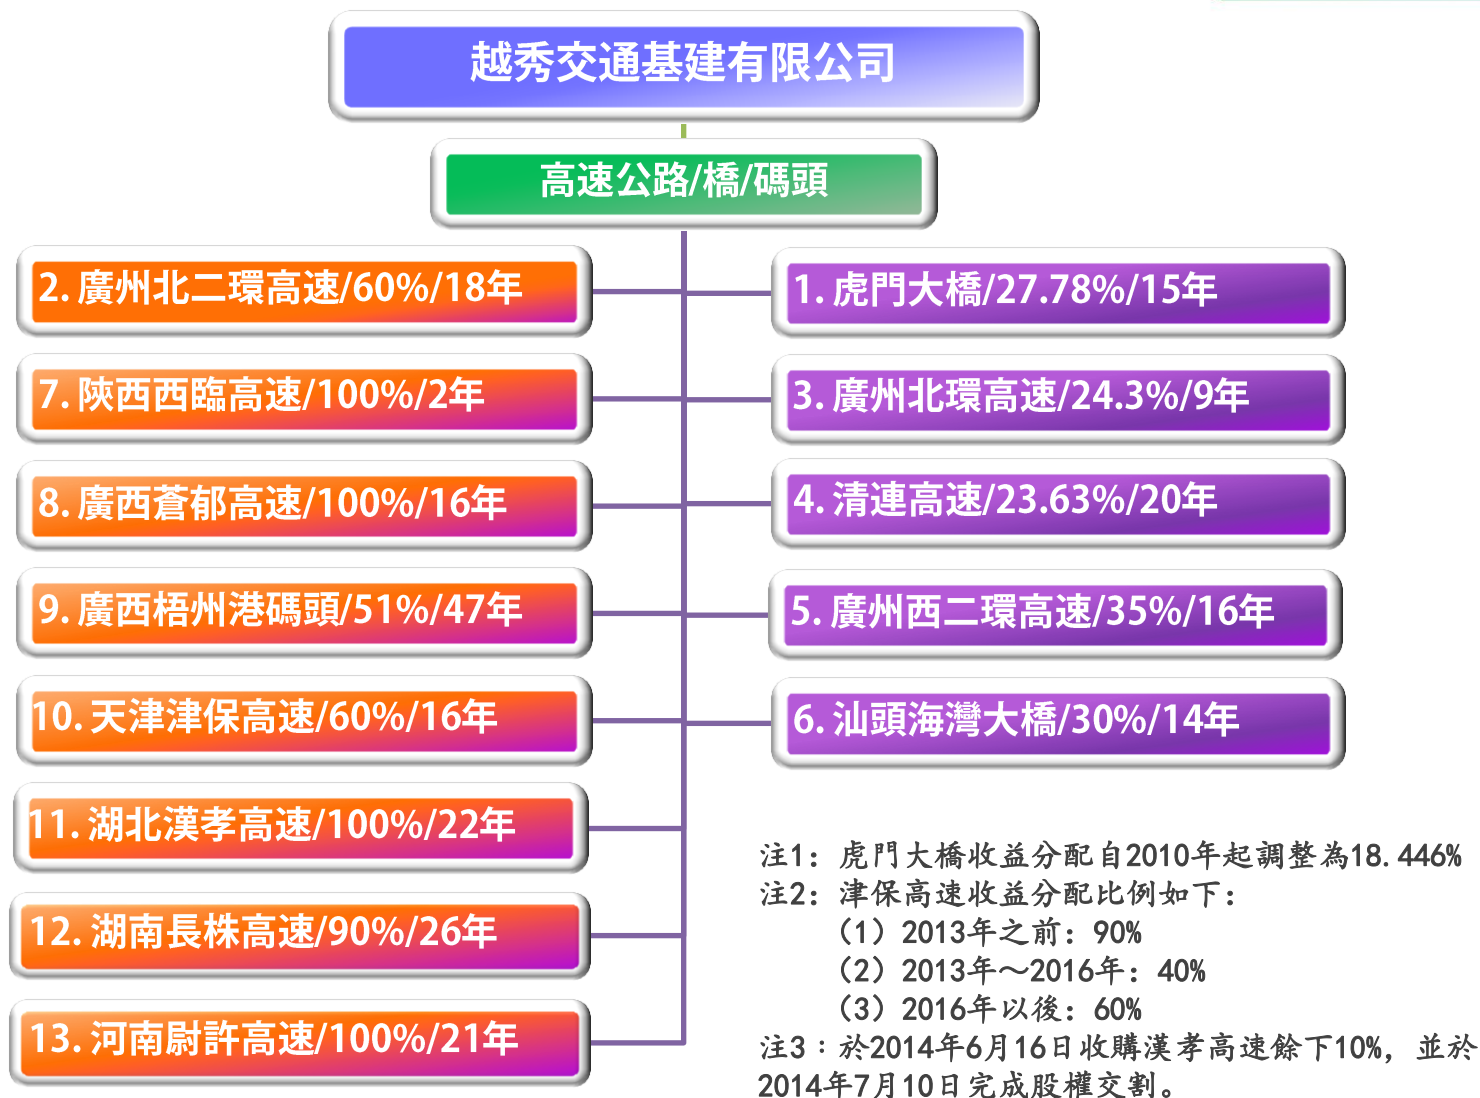 越秀交通基建有限公司
高速公路/橋/碼頭
2. 廣州北二環高速/60%/18年
7. 陝西西臨高速/100%/2年
8. 廣西蒼郁高速/100%/16年
9. 廣西梧州港碼頭/51%/47年
10. 天津津保高速/60%/16年
11. 湖北漢孝高速/100%/22年
12. 湖南長株高速/90%/26年
13. 河南尉許高速/100%/21年
1. 虎門大橋/27.78%/15年
3. 廣州北環高速/24.3%/9年
4. 清連高速/23.63%/20年
5. 廣州西二環高速/35%/16年
6. 汕頭海灣大橋/30%/14年
注1: 虎門大橋收益分配自2010年起調整為18.446%
注2: 津保高速收益分配比例如下:
(1) 2013年之前: 90%
(2) 2013年～2016年: 40%
(3) 2016年以後: 60%
注3：於2014年6月16日收購漢孝高速餘下10%, 並於
2014年7月10日完成股權交割。